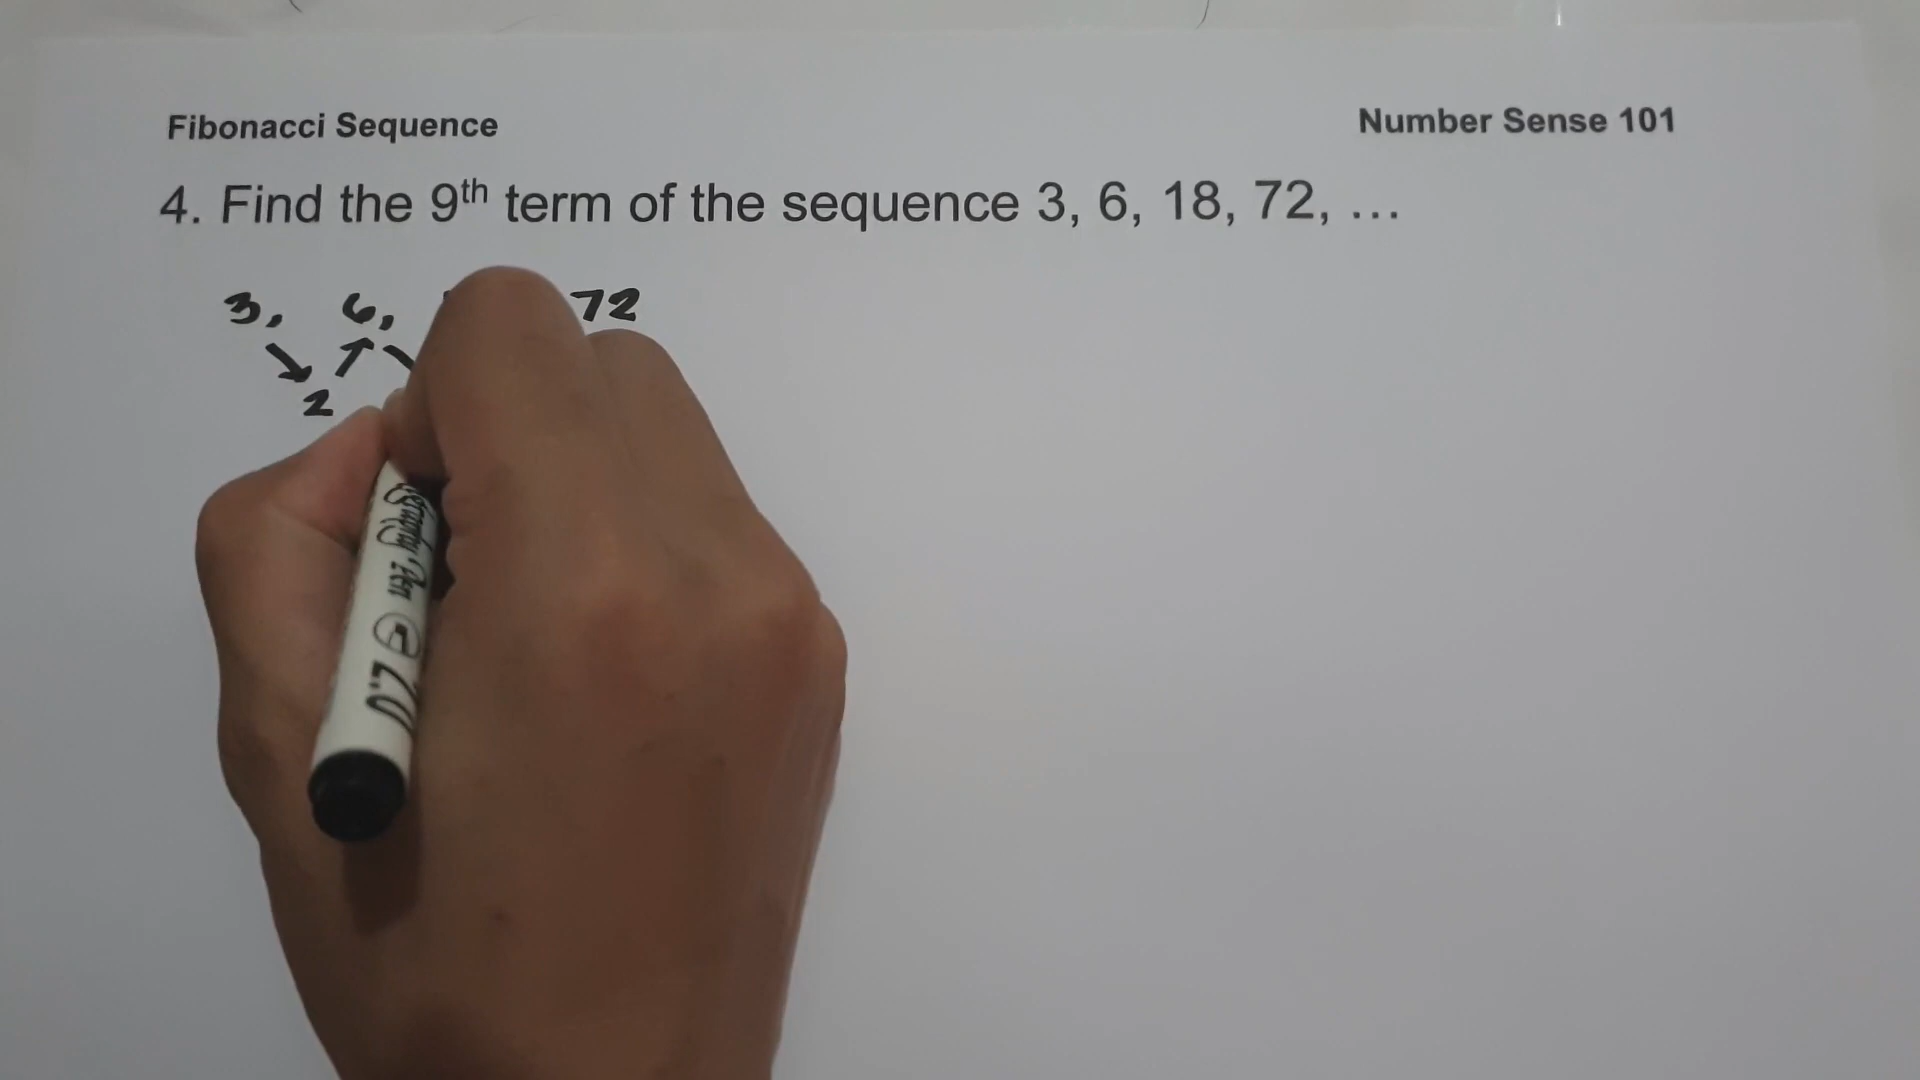 Fibonacci Sequence
Number Sense 101
4. Find the 9th term of the sequence 3, 6, 18, 72, …
3, 6, 72
2
Pen 2.0